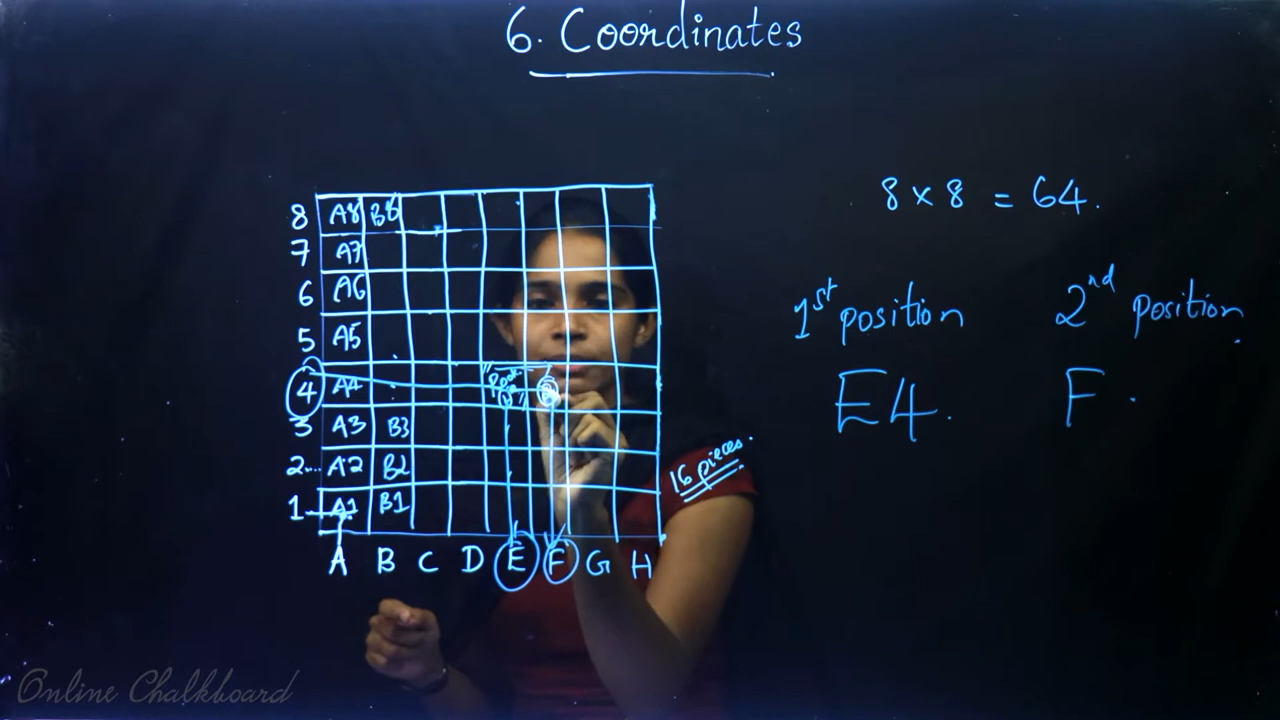 6. Coordinates
8 x 8 = 64.
1st position 2nd position
E4. F.
8 A8 B8
7 A7
6 A6
5 A5
4 A4
3 A3 B3
2 A2 B2
1 A1 B1
A B C D E F G H
16 pieces.
Online Chalkboard